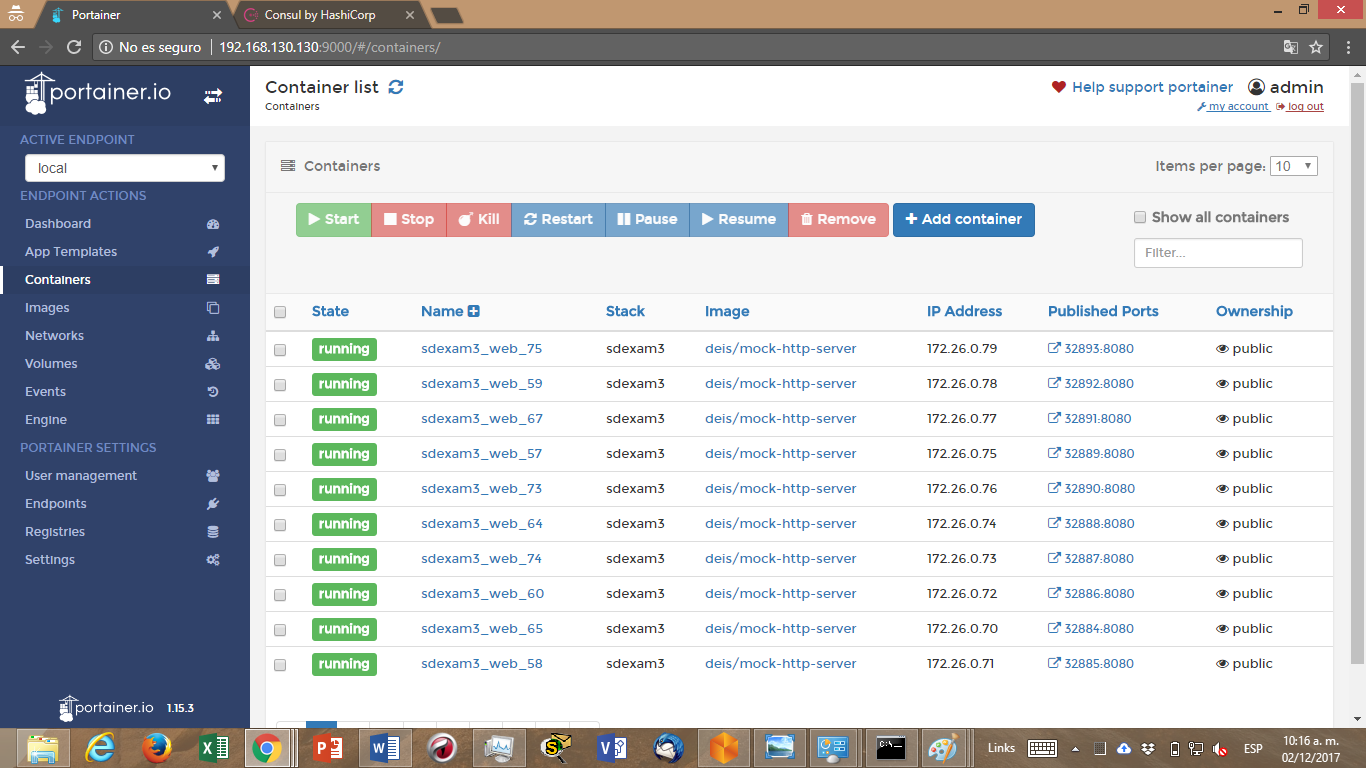 Portainer
Consul by HashiCorp
No es seguro 192.168.130.130:9000/#/containers/
portainer.io
ACTIVE ENDPOINT
local
ENDPOINT ACTIONS
Dashboard
App Templates
Containers
Images
Networks
Volumes
Events
Engine
PORTAINER SETTINGS
User management
Endpoints
Registries
Settings
portainer.io 1.15.3
Container list
Containers
Help support portainer admin
my account log out
Containers
Items per page: 10
Start Stop Kill Restart Pause Resume Remove Add container
Show all containers
Filter...
State Name Stack Image IP Address Published Ports Ownership
running sdexam3_web_75 sdexam3 deis/mock-http-server 172.26.0.79 32893:8080 public
running sdexam3_web_59 sdexam3 deis/mock-http-server 172.26.0.78 32892:8080 public
running sdexam3_web_67 sdexam3 deis/mock-http-server 172.26.0.77 32891:8080 public
running sdexam3_web_57 sdexam3 deis/mock-http-server 172.26.0.75 32889:8080 public
running sdexam3_web_73 sdexam3 deis/mock-http-server 172.26.0.76 32890:8080 public
running sdexam3_web_64 sdexam3 deis/mock-http-server 172.26.0.74 32888:8080 public
running sdexam3_web_74 sdexam3 deis/mock-http-server 172.26.0.73 32887:8080 public
running sdexam3_web_60 sdexam3 deis/mock-http-server 172.26.0.72 32886:8080 public
running sdexam3_web_65 sdexam3 deis/mock-http-server 172.26.0.70 32884:8080 public
running sdexam3_web_58 sdexam3 deis/mock-http-server 172.26.0.71 32885:8080 public
Links ESP 10:16 a. m.
02/12/2017